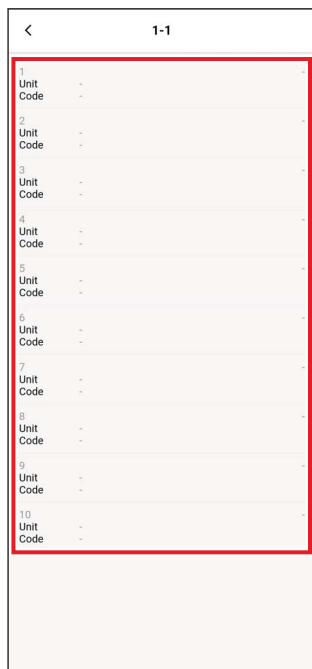 < 1-1
1 -
Unit -
Code -
2 -
Unit -
Code -
3 -
Unit -
Code -
4 -
Unit -
Code -
5 -
Unit -
Code -
6 -
Unit -
Code -
7 -
Unit -
Code -
8 -
Unit -
Code -
9 -
Unit -
Code -
10 -
Unit -
Code -